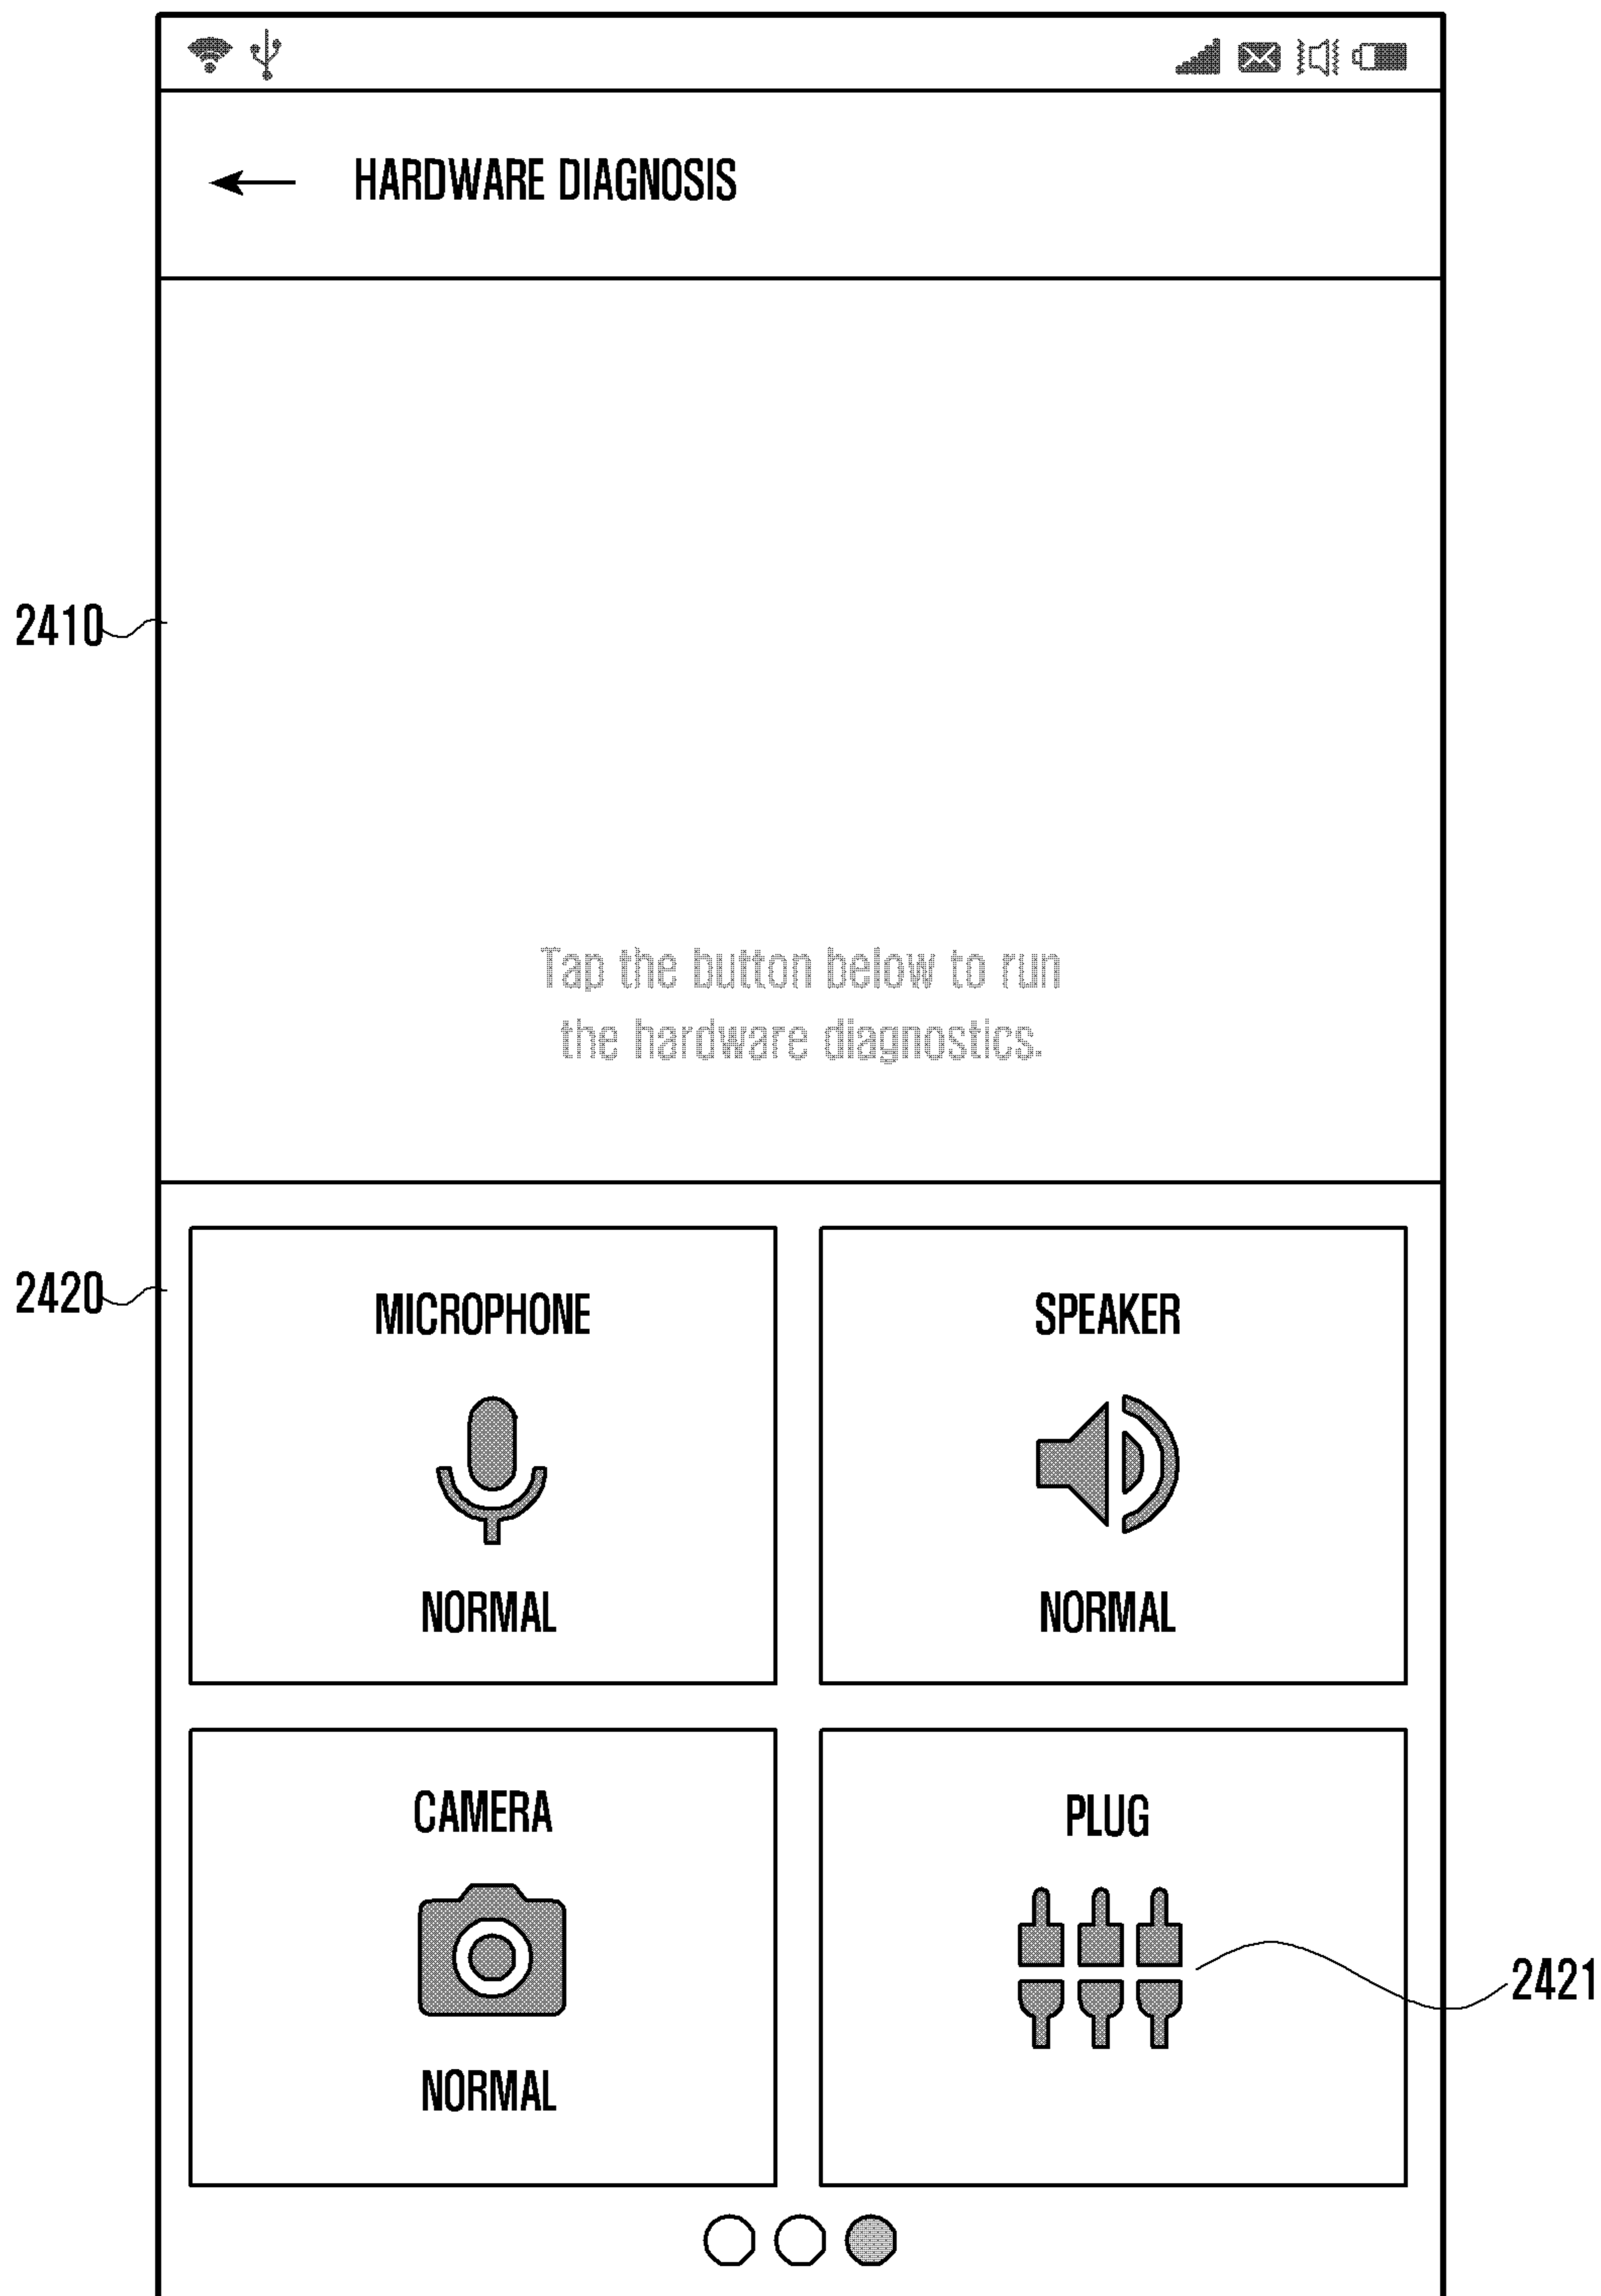 HARDWARE DIAGNOSIS
2410
Tap the button below to run
the hardware diagnostics.
2420
MICROPHONE
SPEAKER
NORMAL
NORMAL
CAMERA
PLUG
2421
NORMAL